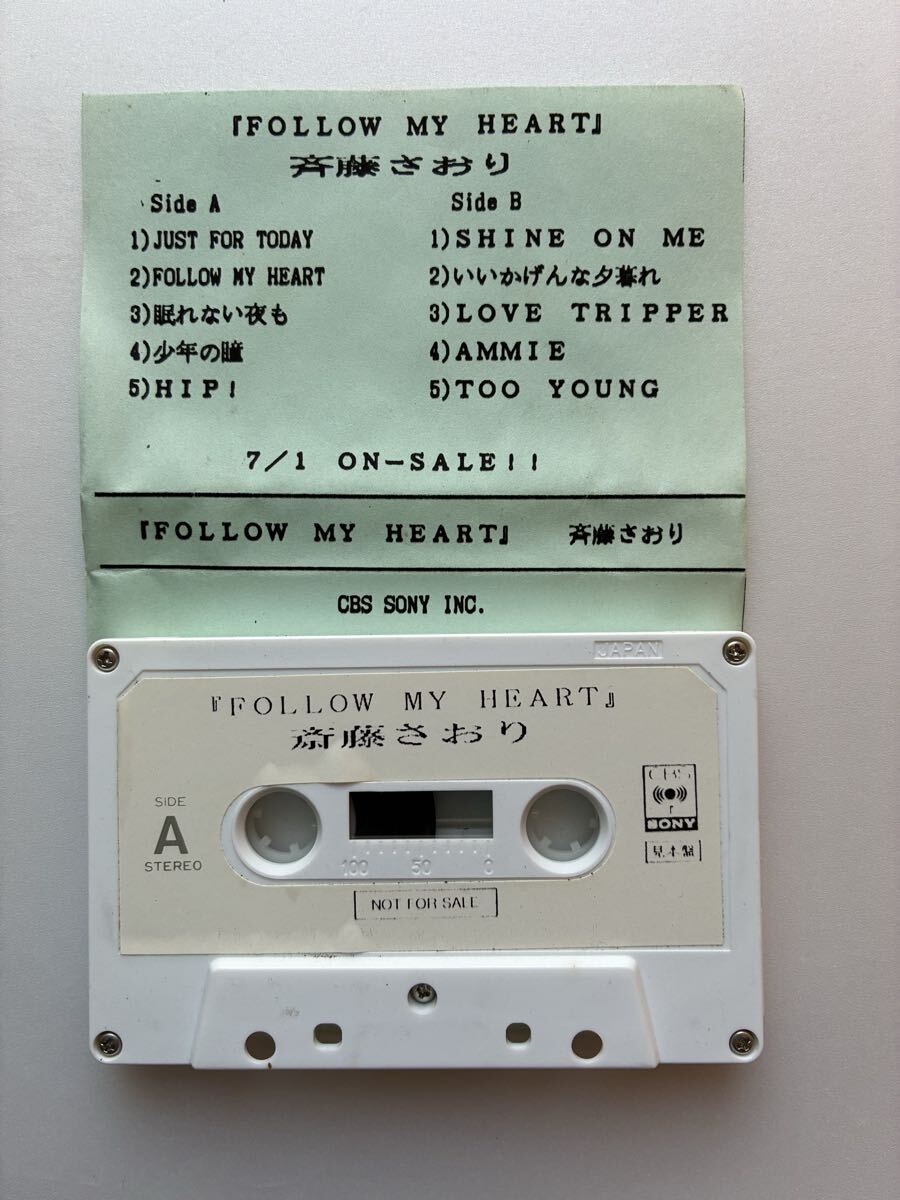 『FOLLOW MY HEART』
斉藤さおり
Side A
1)JUST FOR TODAY
2)FOLLOW MY HEART
3)眠れない夜も
4)少年の瞳
5)HIP!
Side B
1)SHINE ON ME
2)いいかげんな夕暮れ
3)LOVE TRIPPER
4)AMMIE
5)TOO YOUNG
7/1 ON-SALE!!
『FOLLOW MY HEART』 斉藤さおり
CBS SONY INC.
JAPAN
『FOLLOW MY HEART』
斎藤さおり
SIDE
A
STEREO
CBS
SONY
見本盤
100 50 0
NOT FOR SALE